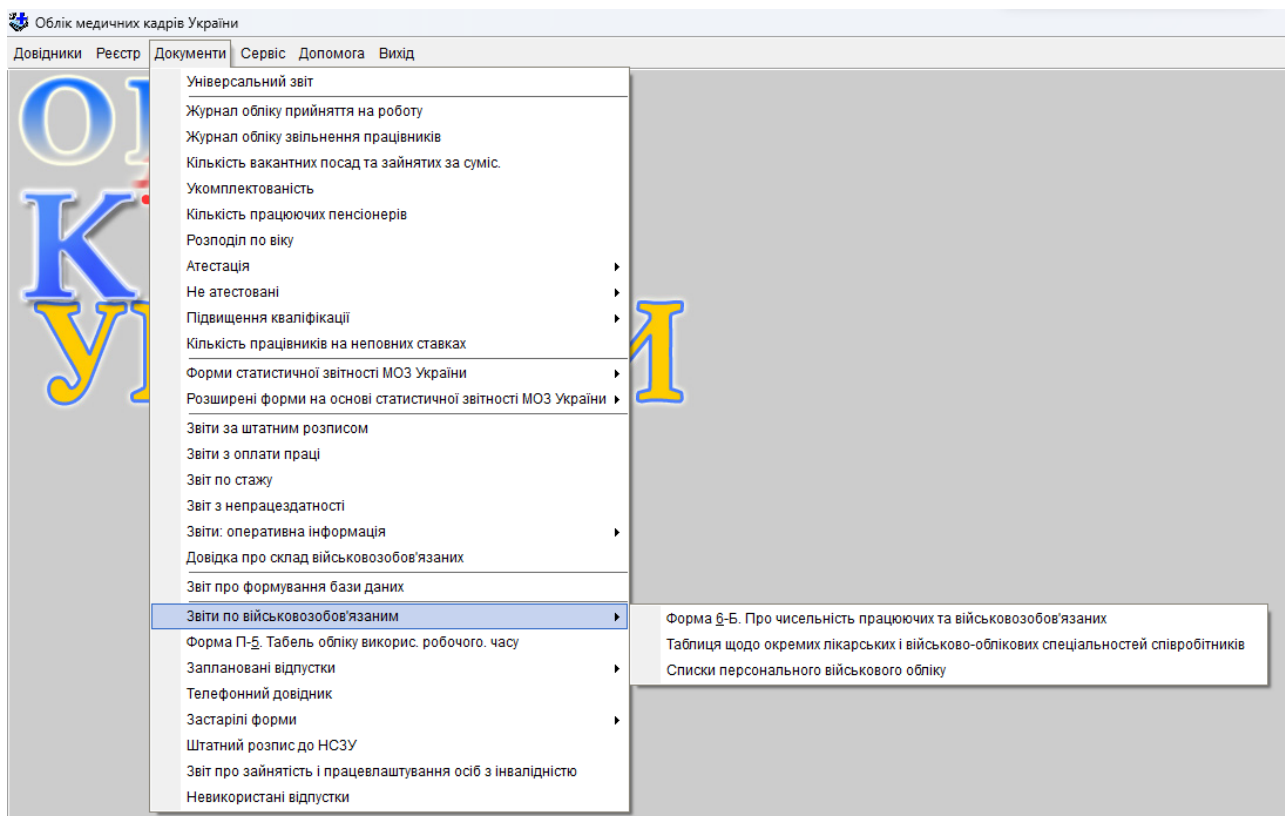 Облік медичних кадрів України
Довідники Реєстр Документи Сервіс Допомога Вихід
Універсальний звіт
Журнал обліку прийняття на роботу
Журнал обліку звільнення працівників
Кількість вакантних посад та зайнятих за суміс.
Укомплектованість
Кількість працюючих пенсіонерів
Розподіл по віку
Атестація
Не атестовані
Підвищення кваліфікації
Кількість працівників на неповних ставках
Форми статистичної звітності МОЗ України
Розширені форми на основі статистичної звітності МОЗ України
Звіти за штатним розписом
Звіти з оплати праці
Звіт по стажу
Звіт з непрацездатності
Звіти: оперативна інформація
Довідка про склад військовозобов'язаних
Звіт про формування бази даних
Звіти по військовозобов'язаним
Форма 6-Б. Про чисельність працюючих та військовозобов'язаних
Форма П-5. Табель обліку викорис. робочого. часу
Таблиця щодо окремих лікарських і військово-облікових спеціальностей співробітників
Заплановані відпустки
Списки персонального військового обліку
Телефонний довідник
Застарілі форми
Штатний розпис до НСЗУ
Звіт про зайнятість і працевлаштування осіб з інвалідністю
Невикористані відпустки